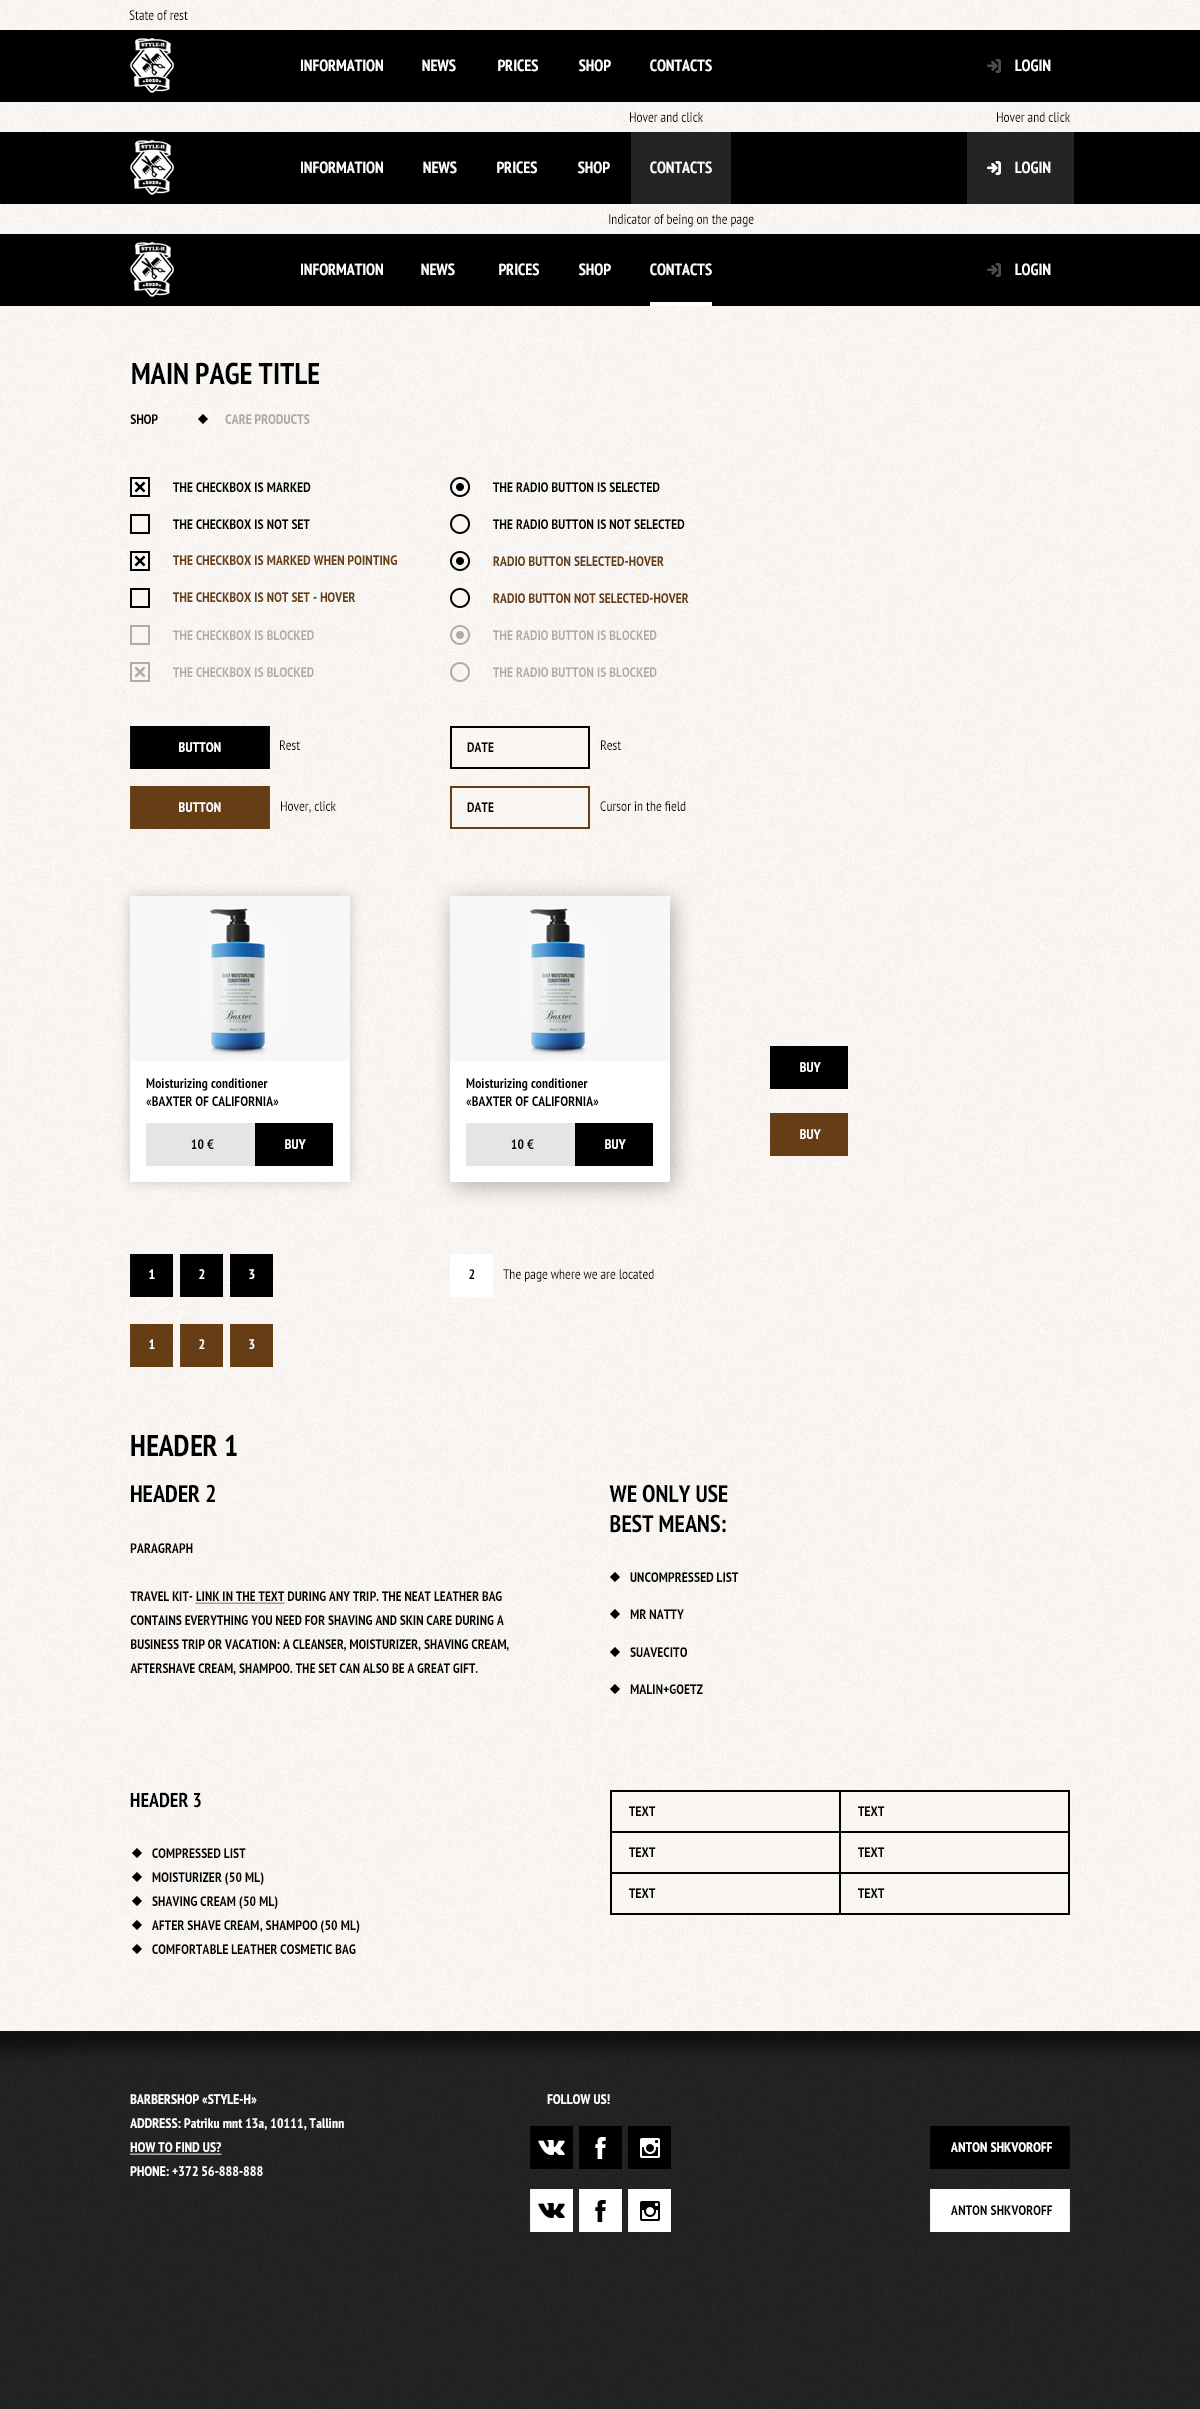 State of rest
STYLE-H
2020
INFORMATION NEWS PRICES SHOP CONTACTS LOGIN
Hover and click Hover and click
STYLE-H
2020
INFORMATION NEWS PRICES SHOP CONTACTS LOGIN
Indicator of being on the page
STYLE-H
2020
INFORMATION NEWS PRICES SHOP CONTACTS LOGIN
MAIN PAGE TITLE
SHOP CARE PRODUCTS
THE CHECKBOX IS MARKED
THE CHECKBOX IS NOT SET
THE CHECKBOX IS MARKED WHEN POINTING
THE CHECKBOX IS NOT SET - HOVER
THE CHECKBOX IS BLOCKED
THE CHECKBOX IS BLOCKED
THE RADIO BUTTON IS SELECTED
THE RADIO BUTTON IS NOT SELECTED
RADIO BUTTON SELECTED-HOVER
RADIO BUTTON NOT SELECTED-HOVER
THE RADIO BUTTON IS BLOCKED
THE RADIO BUTTON IS BLOCKED
BUTTON Rest
BUTTON Hover, click
DATE Rest
DATE Cursor in the field
DAILY MOISTURIZING
CONDITIONER
Baxter
Moisturizing conditioner
«BAXTER OF CALIFORNIA»
10 € BUY
DAILY MOISTURIZING
CONDITIONER
Baxter
Moisturizing conditioner
«BAXTER OF CALIFORNIA»
10 € BUY
BUY
BUY
1 2 3
2 The page where we are located
1 2 3
HEADER 1
HEADER 2
PARAGRAPH
TRAVEL KIT- LINK IN THE TEXT DURING ANY TRIP. THE NEAT LEATHER BAG
CONTAINS EVERYTHING YOU NEED FOR SHAVING AND SKIN CARE DURING A
BUSINESS TRIP OR VACATION: A CLEANSER, MOISTURIZER, SHAVING CREAM,
AFTERSHAVE CREAM, SHAMPOO. THE SET CAN ALSO BE A GREAT GIFT.
WE ONLY USE
BEST MEANS:
UNCOMPRESSED LIST
MR NATTY
SUAVECITO
MALIN+GOETZ
HEADER 3
COMPRESSED LIST
MOISTURIZER (50 ML)
SHAVING CREAM (50 ML)
AFTER SHAVE CREAM, SHAMPOO (50 ML)
COMFORTABLE LEATHER COSMETIC BAG
TEXT TEXT
TEXT TEXT
TEXT TEXT
BARBERSHOP «STYLE-H»
ADDRESS: Patriku mnt 13a, 10111, Tallinn
HOW TO FIND US?
PHONE: +372 56-888-888
FOLLOW US!
ANTON SHKVOROFF
ANTON SHKVOROFF